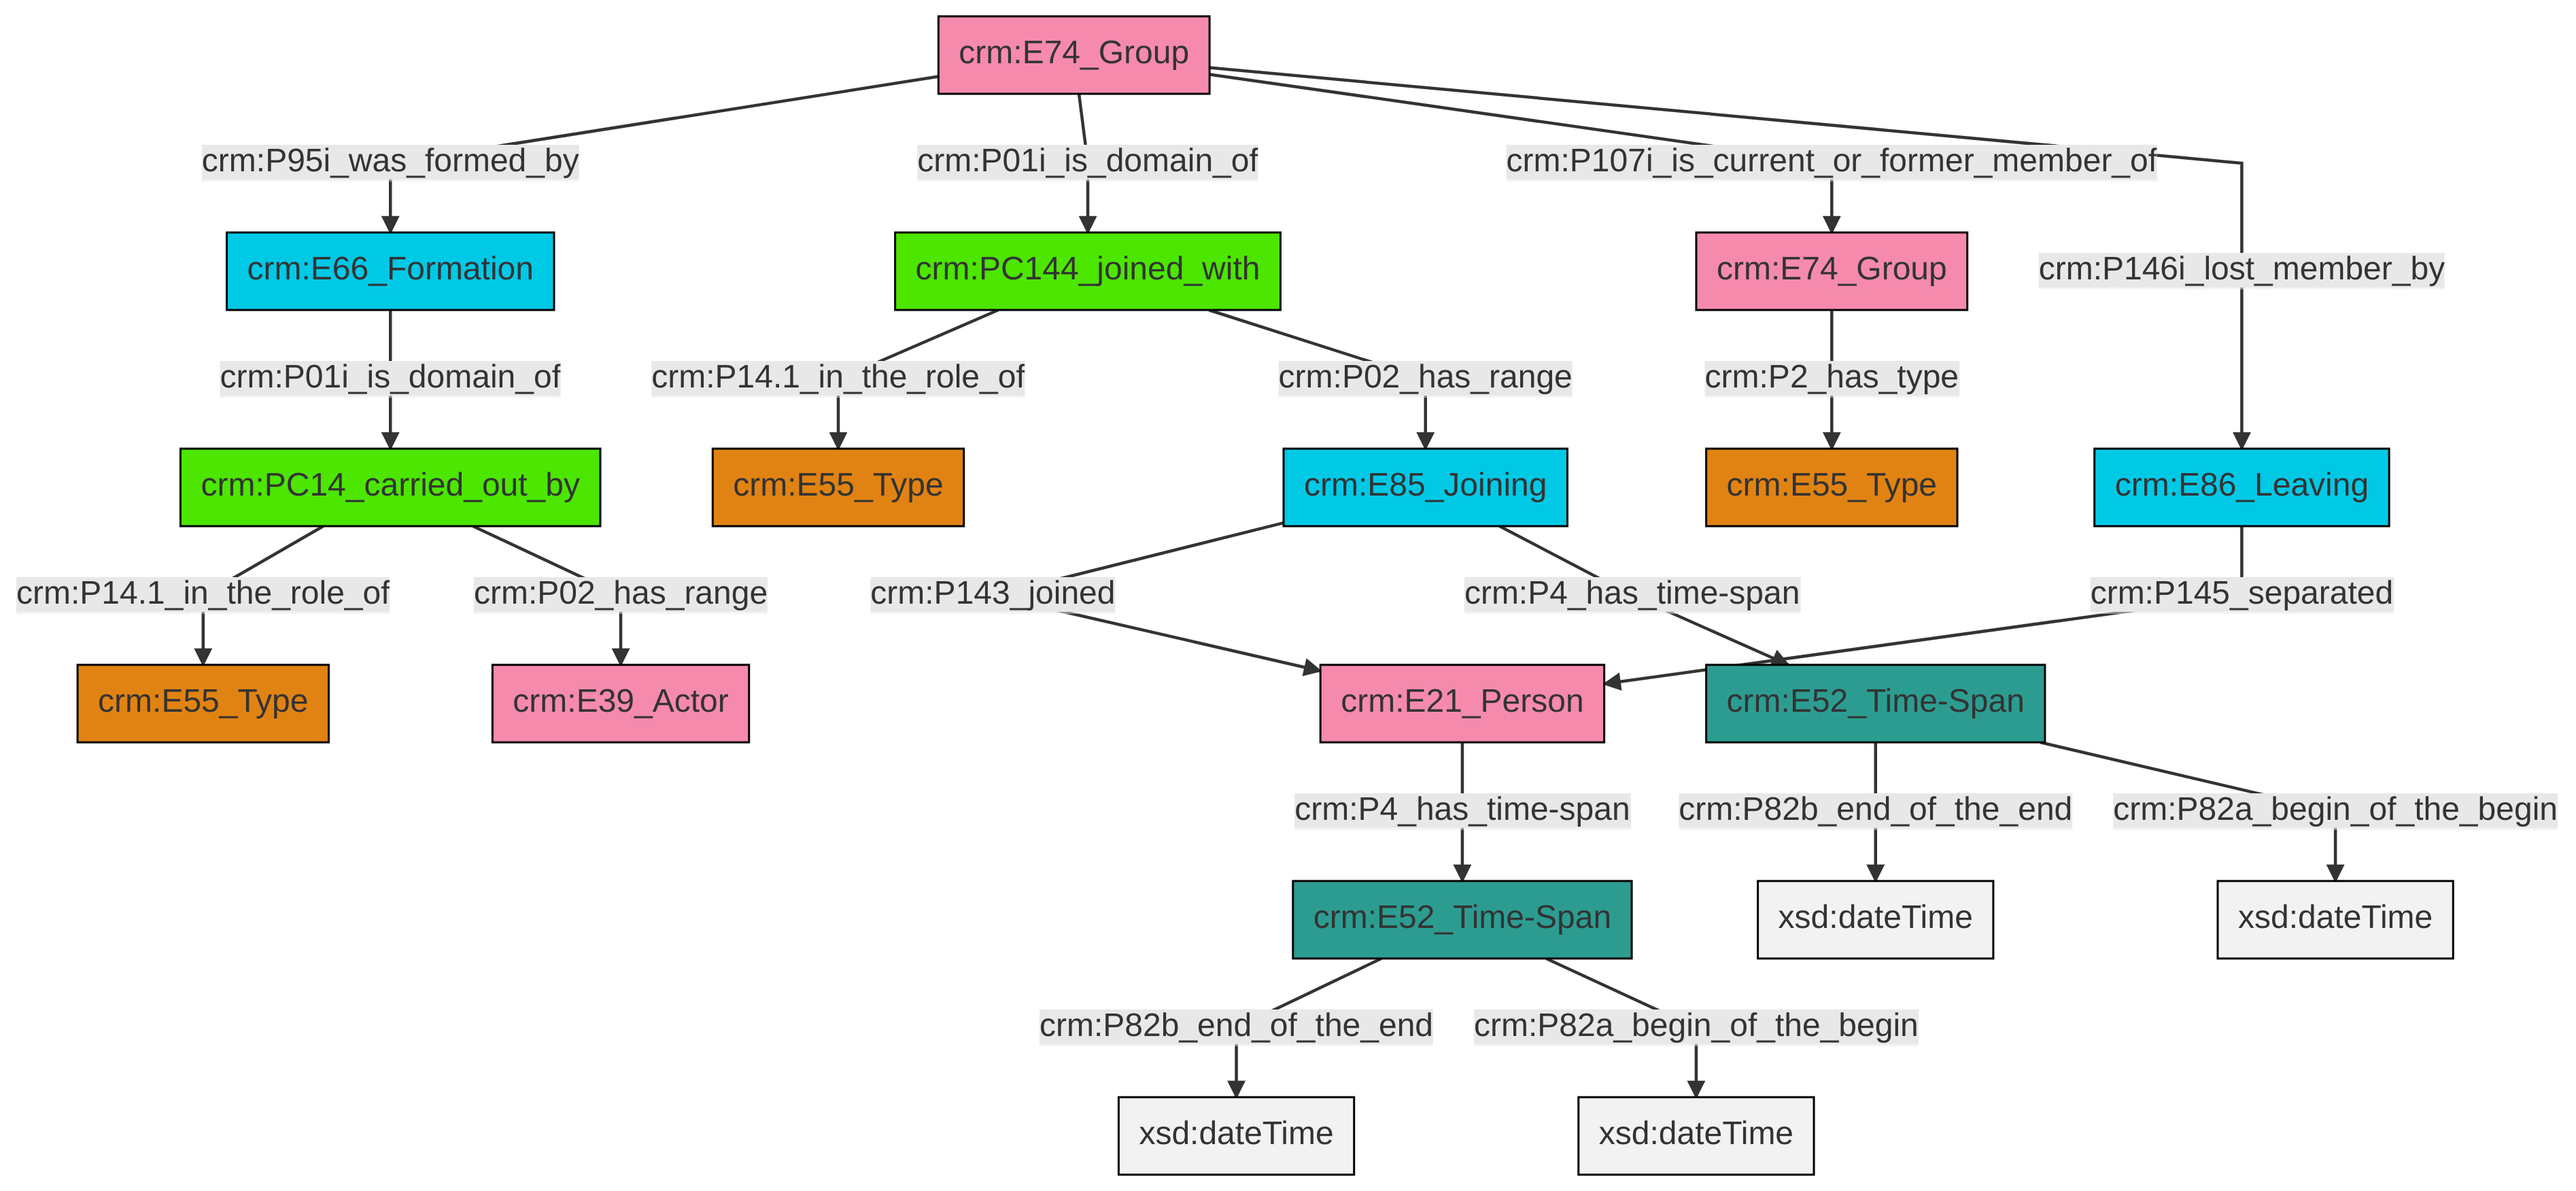 crm:E74_Group
crm:P95i_was_formed_by
crm:P01i_is_domain_of
crm:P107i_is_current_or_former_member_of
crm:E66_Formation
crm:PC144_joined_with
crm:E74_Group
crm:P146i_lost_member_by
crm:P01i_is_domain_of
crm:P14.1_in_the_role_of
crm:P02_has_range
crm:P2_has_type
crm:PC14_carried_out_by
crm:E55_Type
crm:E85_Joining
crm:E55_Type
crm:E86_Leaving
crm:P14.1_in_the_role_of
crm:P02_has_range
crm:P143_joined
crm:P4_has_time-span
crm:P145_separated
crm:E55_Type
crm:E39_Actor
crm:E21_Person
crm:E52_Time-Span
crm:P4_has_time-span
crm:P82b_end_of_the_end
crm:P82a_begin_of_the_begin
crm:E52_Time-Span
xsd:dateTime
xsd:dateTime
crm:P82b_end_of_the_end
crm:P82a_begin_of_the_begin
xsd:dateTime
xsd:dateTime